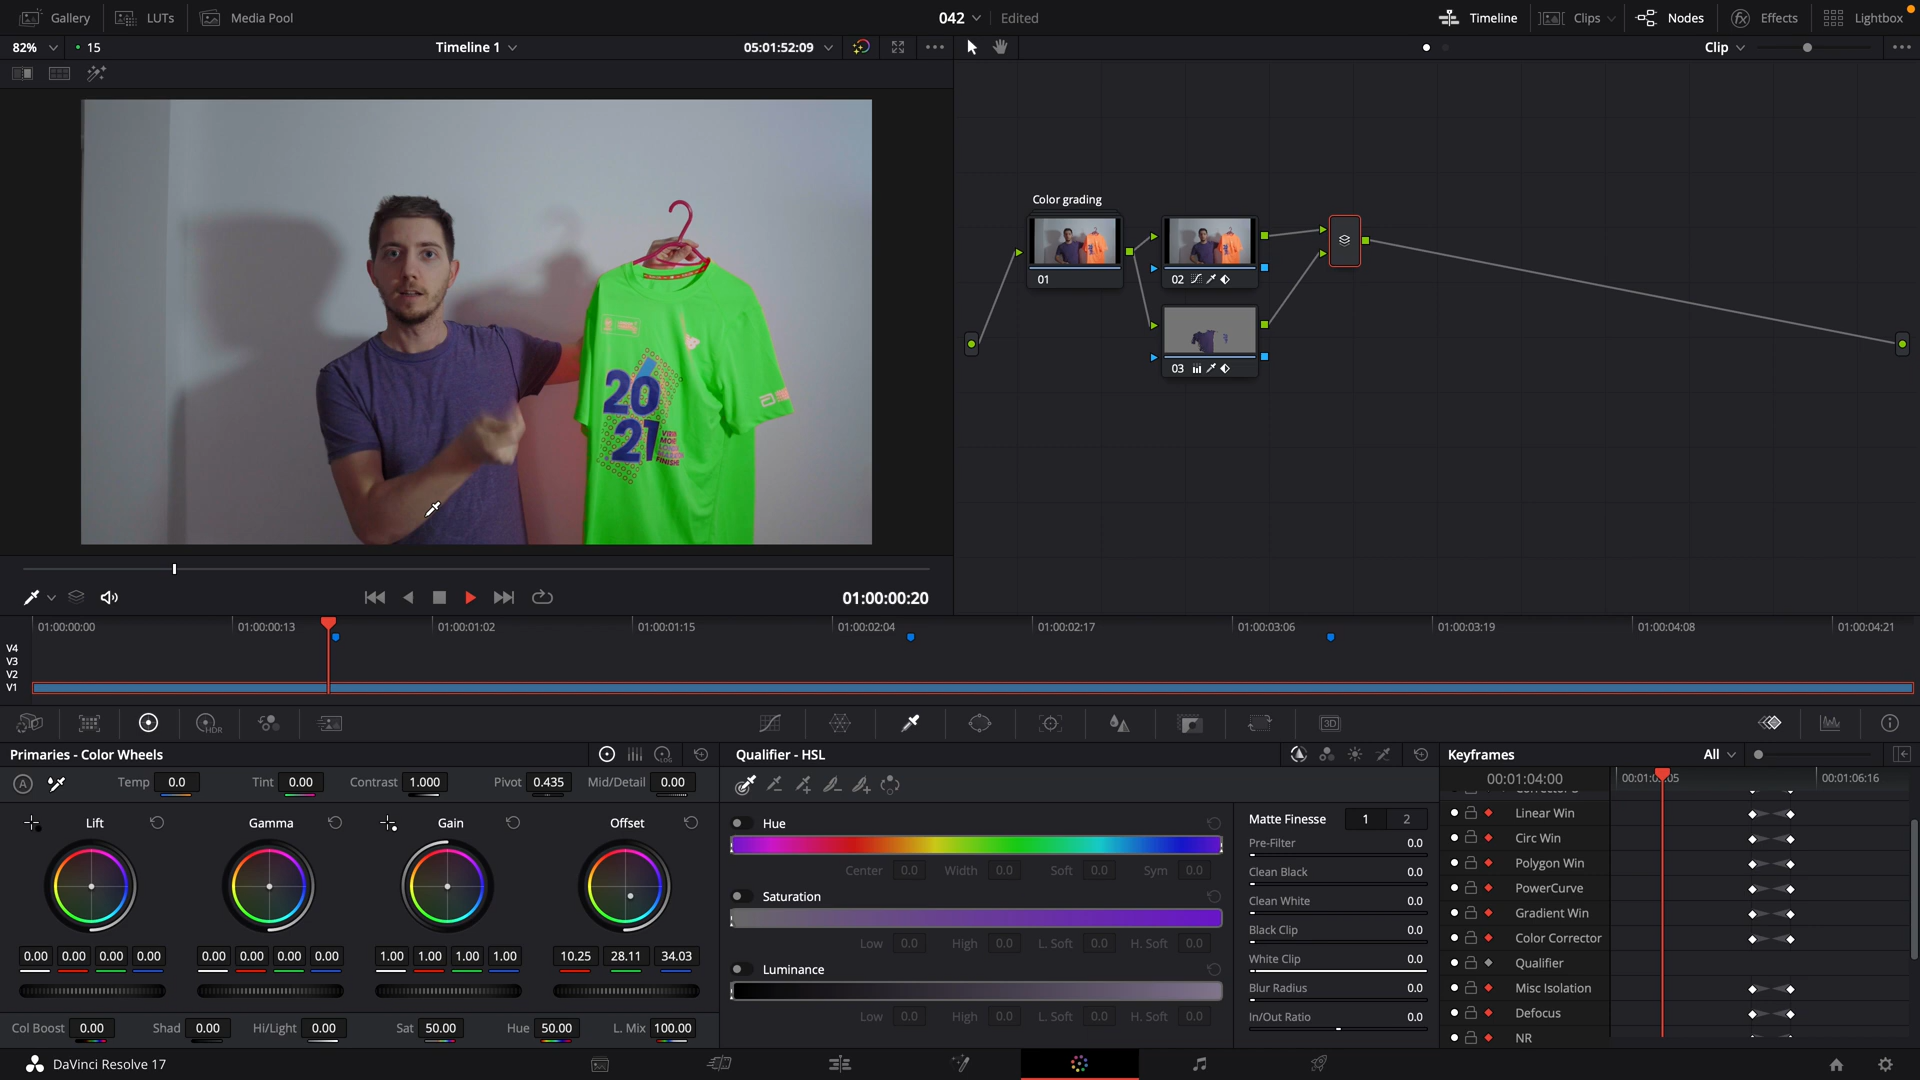 Gallery LUTs Media Pool 042 Edited Timeline Clips Nodes Effects Lightbox
82% 15 Timeline 1 05:01:52:09 Clip
Color grading
01
02
03
20
21
01:00:00:20
01:00:00:00 01:00:00:13 01:00:01:02 01:00:01:15 01:00:02:04 01:00:02:17 01:00:03:06 01:00:03:19 01:00:04:08 01:00:04:21
V4
V3
V2
V1
HDR
3D
Primaries - Color Wheels LOG Qualifier - HSL Keyframes All
A Temp 0.0 Tint 0.00 Contrast 1.000 Pivot 0.435 Mid/Detail 0.00
00:01:04:00 00:01:06:16
Lift Gamma Gain Offset
Hue
Center 0.0 Width 0.0 Soft 0.0 Sym 0.0
Saturation
Low 0.0 High 0.0 L. Soft 0.0 H. Soft 0.0
Luminance
Low 0.0 High 0.0 L. Soft 0.0 H. Soft 0.0
Matte Finesse 1 2
Pre-Filter 0.0
Clean Black 0.0
Clean White 0.0
Black Clip 0.0
White Clip 0.0
Blur Radius 0.0
In/Out Ratio 0.0
Linear Win
Circ Win
Polygon Win
PowerCurve
Gradient Win
Color Corrector
Qualifier
Misc Isolation
Defocus
NR
0.00 0.00 0.00 0.00 0.00 0.00 0.00 0.00 1.00 1.00 1.00 1.00 10.25 28.11 34.03
Col Boost 0.00 Shad 0.00 Hi/Light 0.00 Sat 50.00 Hue 50.00 L. Mix 100.00
DaVinci Resolve 17